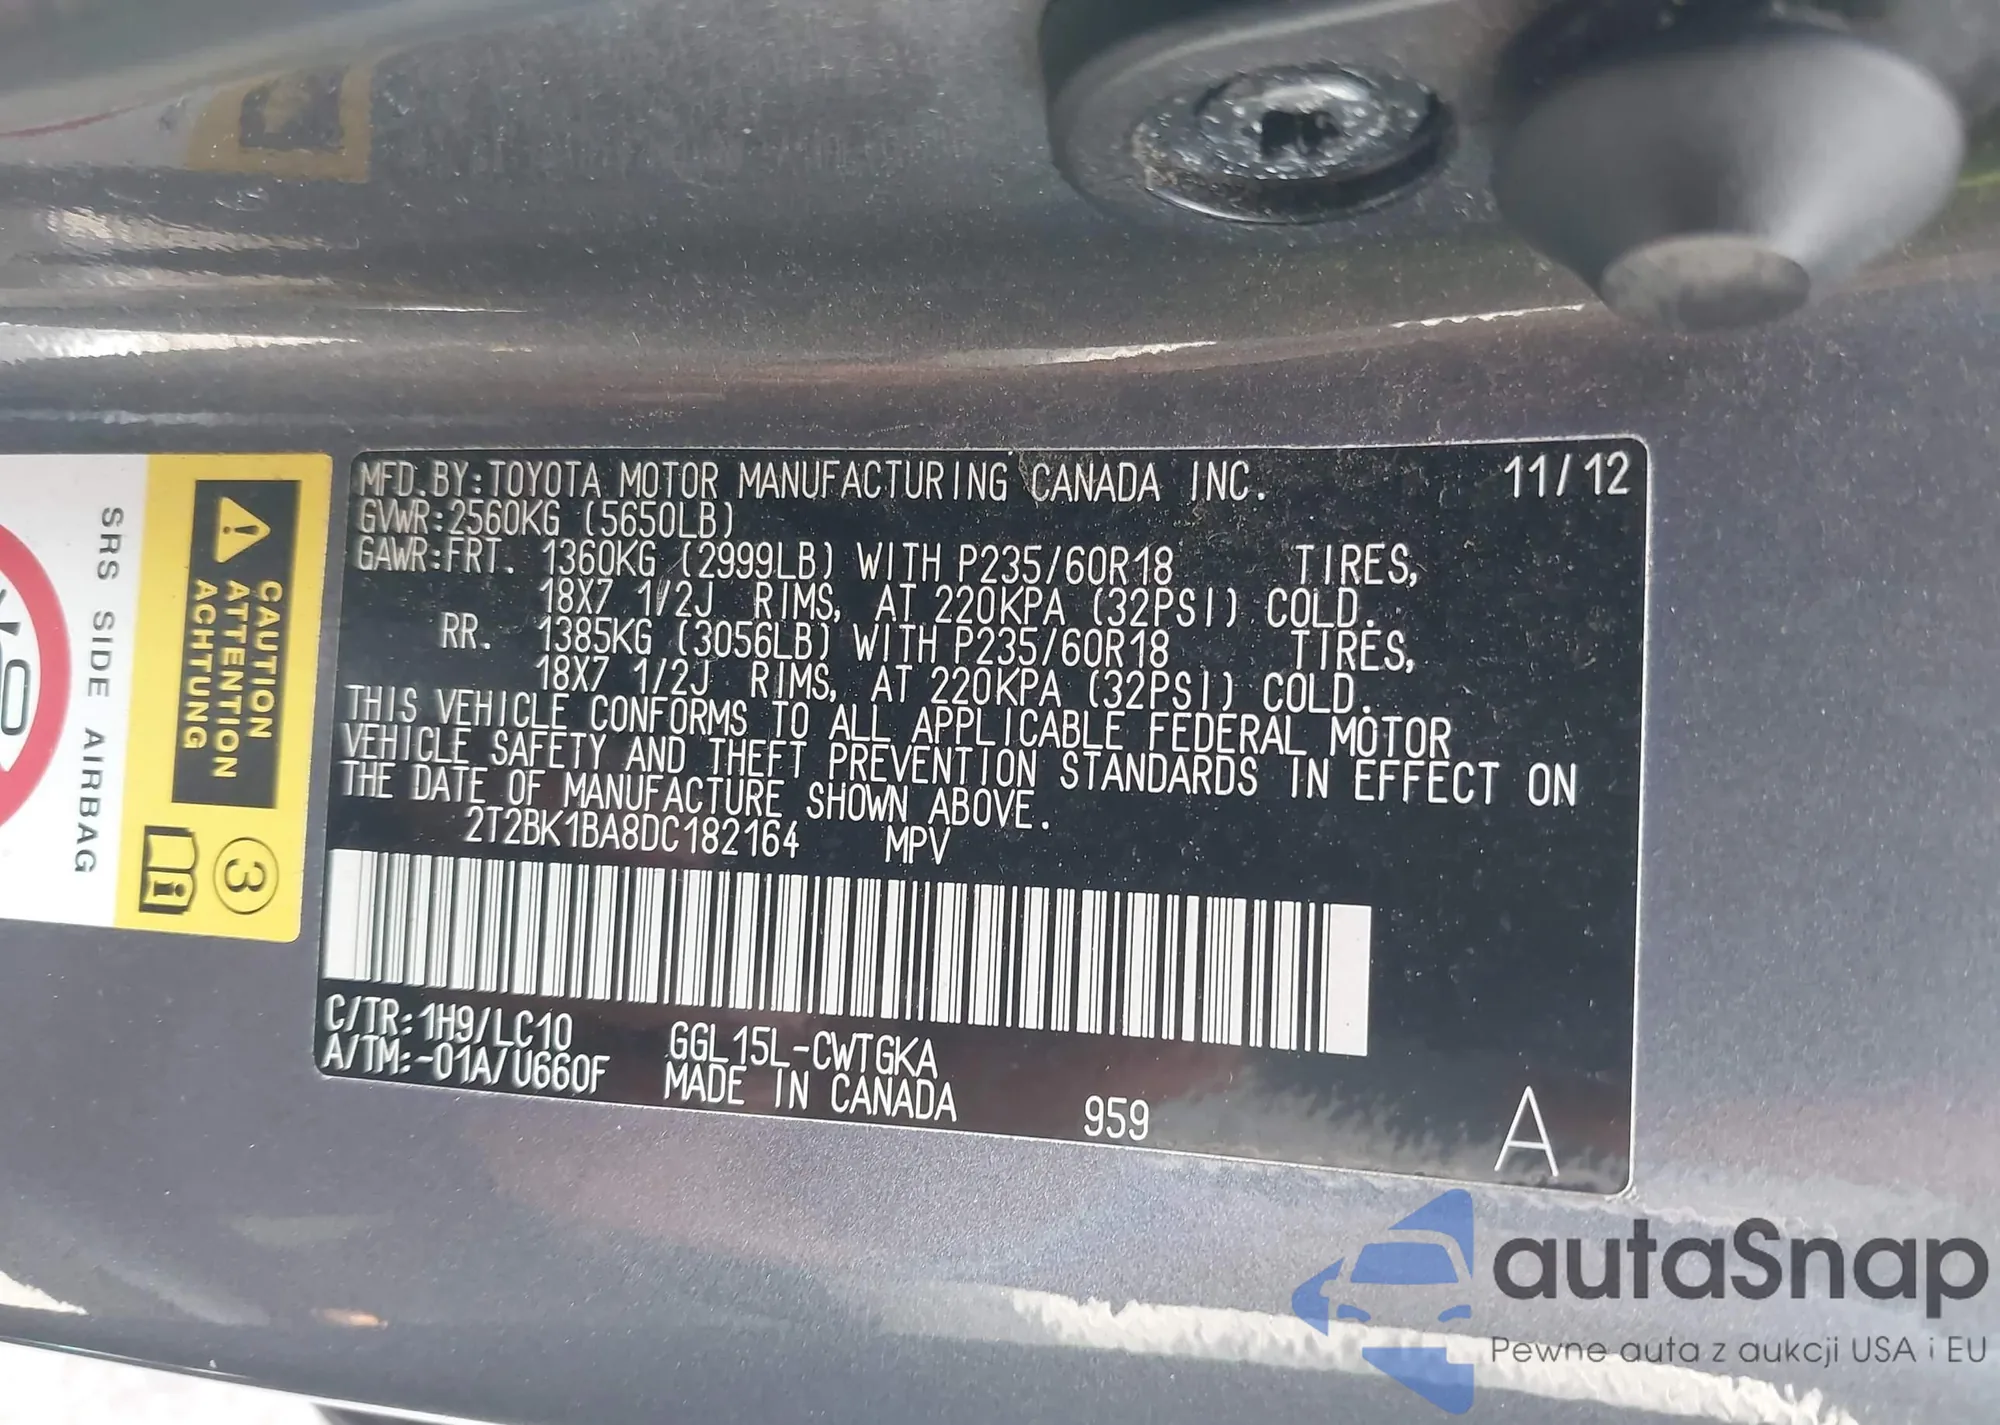 MFD.BY:TOYOTA MOTOR MANUFACTURING CANADA INC. 11/12
GVWR:2560KG (5650LB)
GAWR:FRT. 1360KG (2999LB) WITH P235/60R18 TIRES,
18X7 1/2J RIMS, AT 220KPA (32PSI) COLD.
RR. 1385KG (3056LB) WITH P235/60R18 TIRES,
18X7 1/2J RIMS, AT 220KPA (32PSI) COLD.
THIS VEHICLE CONFORMS TO ALL APPLICABLE FEDERAL MOTOR
VEHICLE SAFETY AND THEFT PREVENTION STANDARDS IN EFFECT ON
THE DATE OF MANUFACTURE SHOWN ABOVE.
2T2BK1BA8DC182164 MPV
C/TR:1H9/LC10 GGL15L-CWTGKA
A/TM:-01A/U660F MADE IN CANADA 959 A
CAUTION
ATTENTION
ACHTUNG
3
SRS SIDE AIRBAG
autaSnap
Pewne auta z aukcji USA i EU